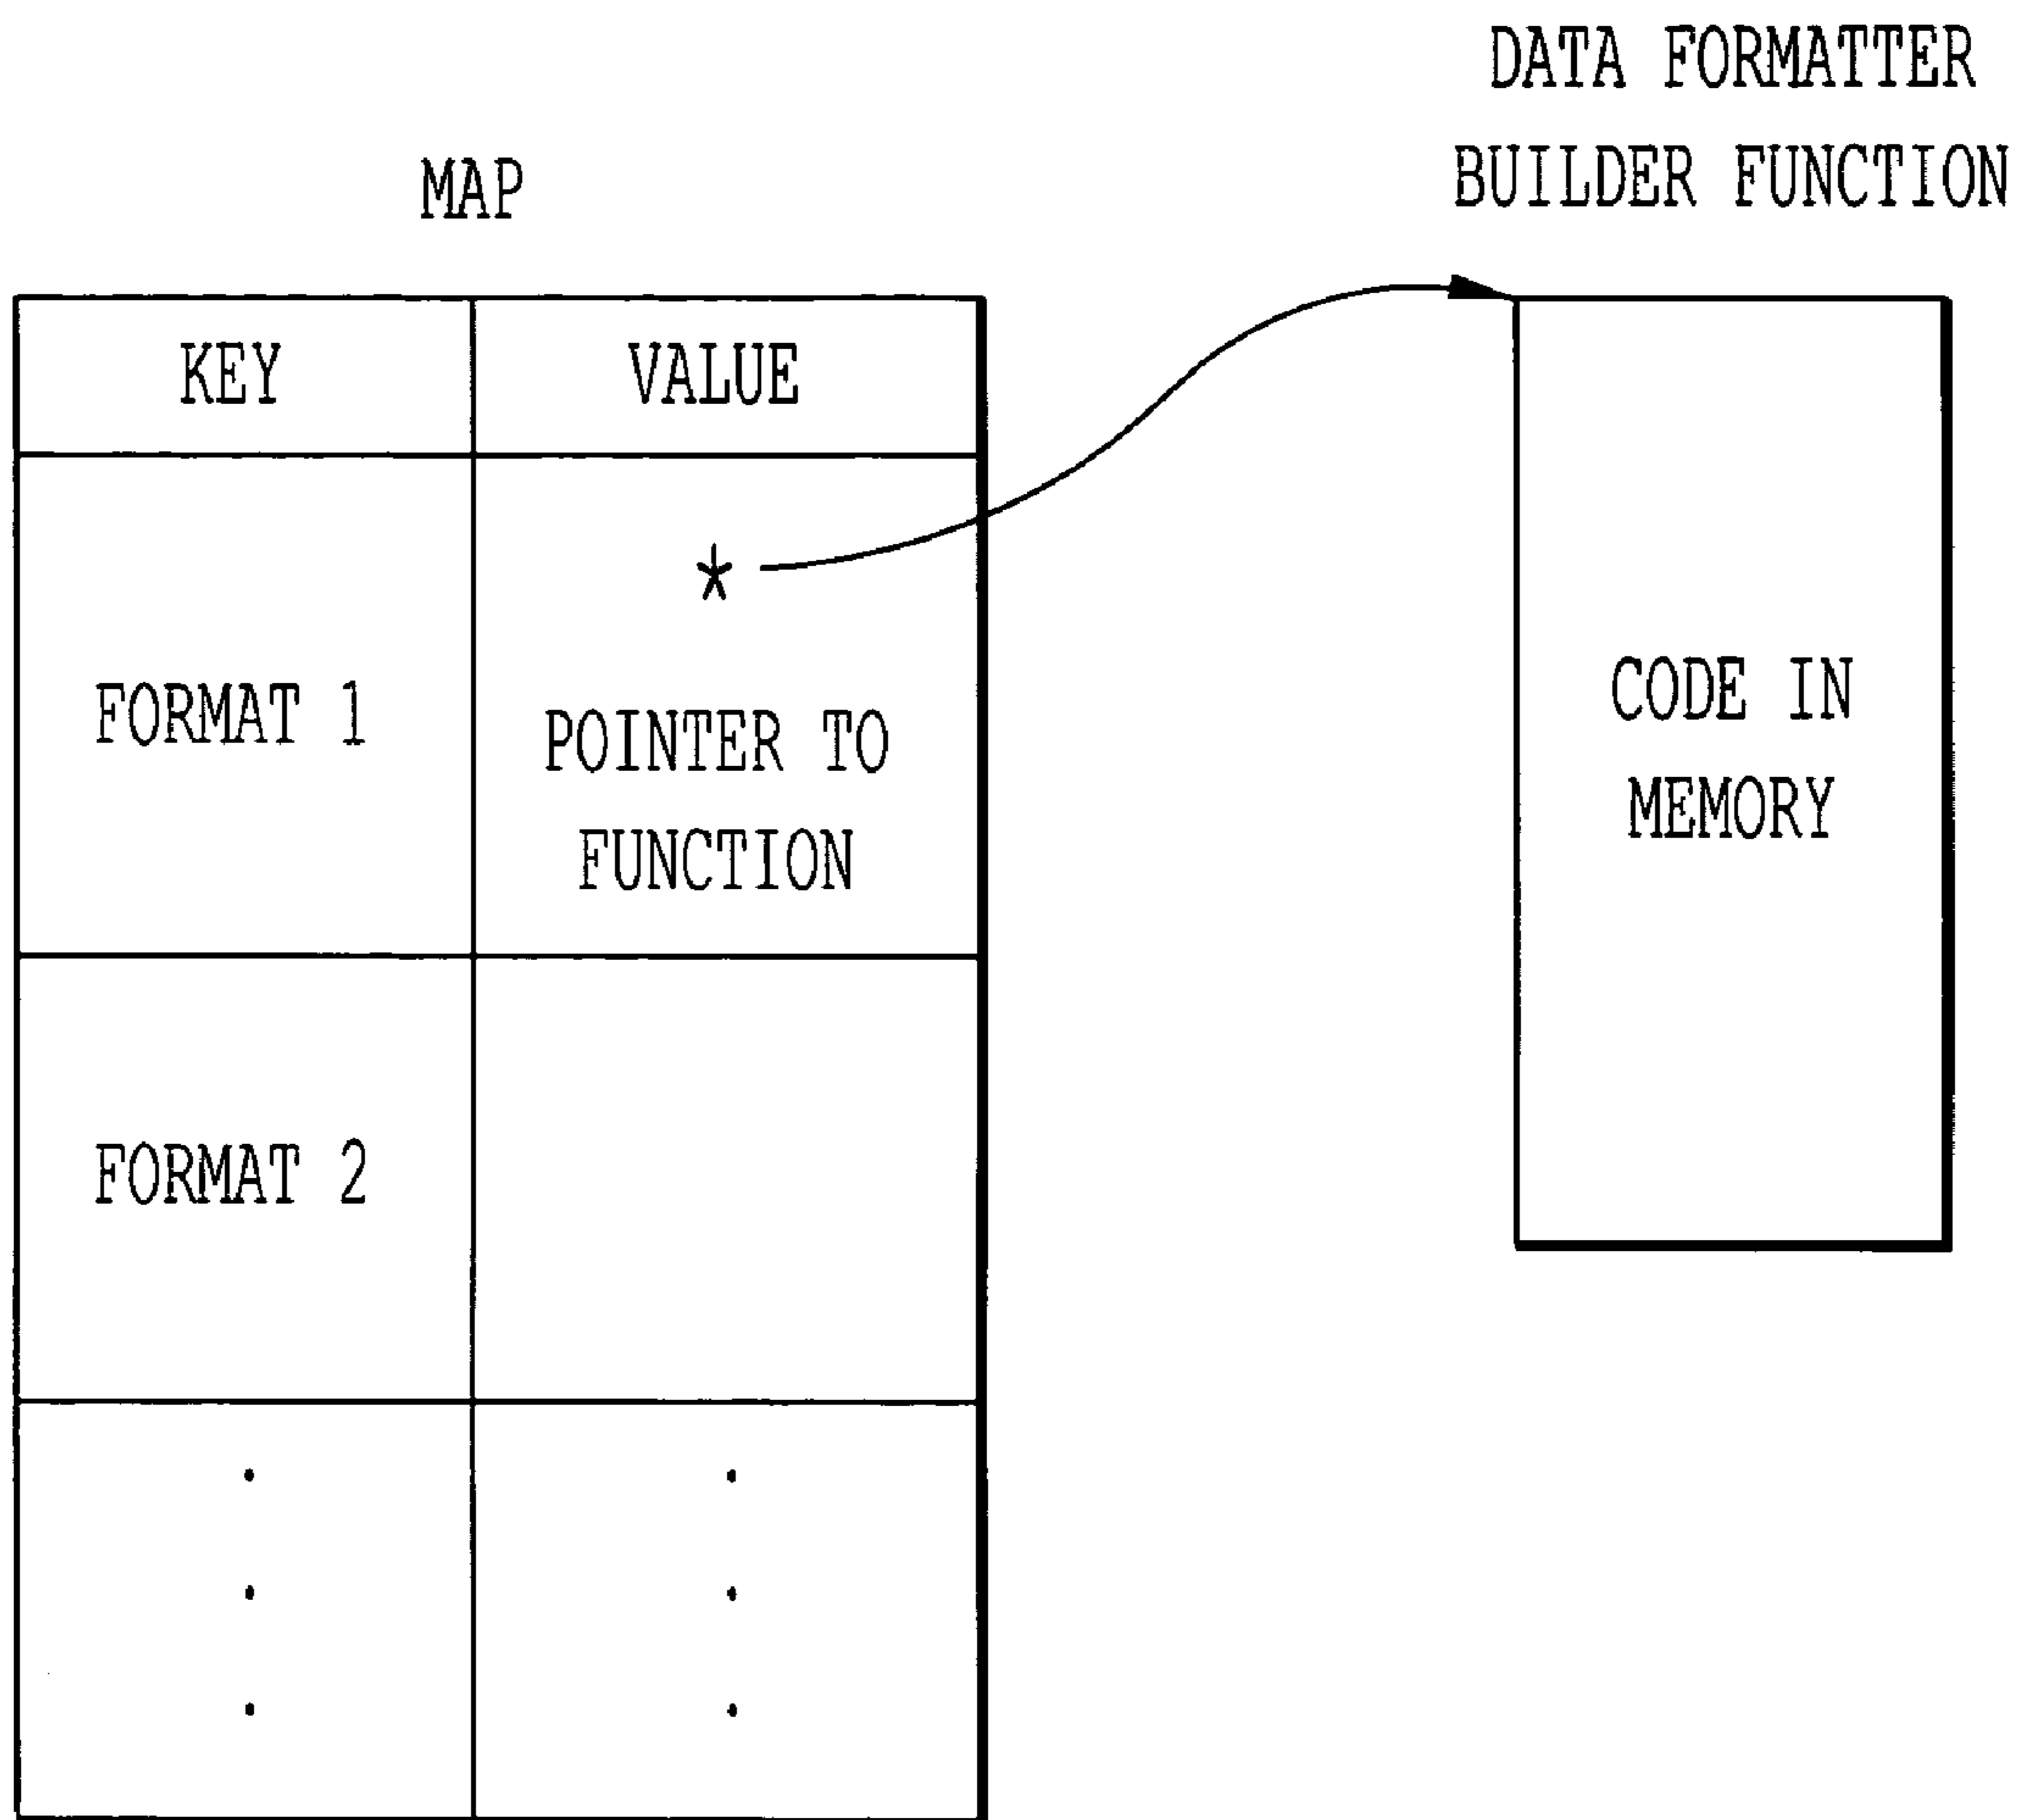 DATA FORMATTER
BUILDER FUNCTION
MAP
KEY VALUE
*
FORMAT 1
POINTER TO
FUNCTION
CODE IN
MEMORY
FORMAT 2
. .
. .
. .